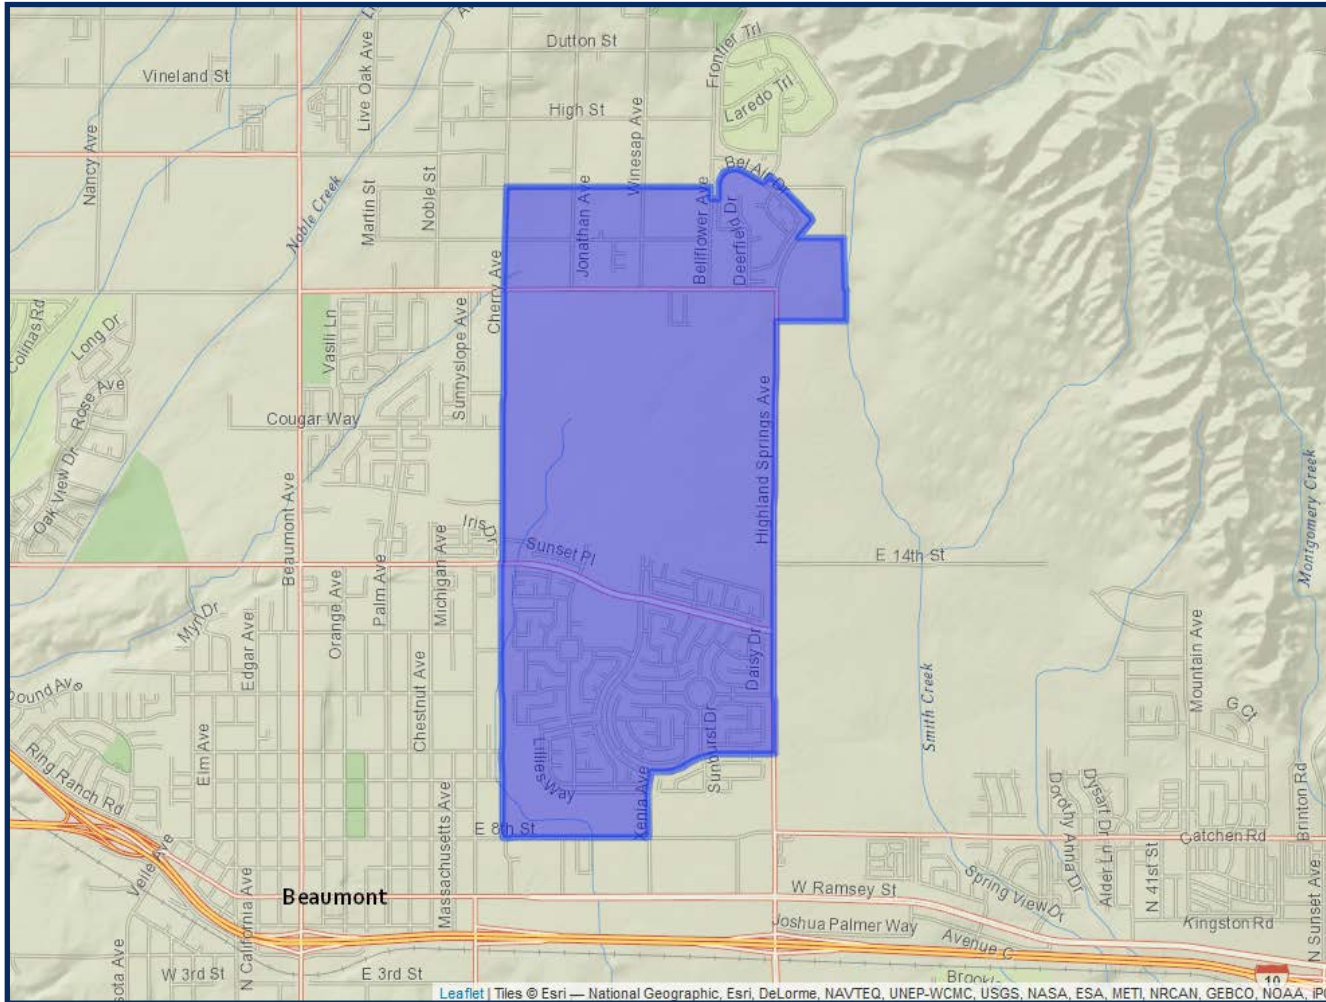 Dutton St
Frontier Trl
Vineland St
Live Oak Ave
High St
Laredo Trl
Nancy Ave
Winesap Ave
Noble Creek
Martin St
Noble St
Jonathan Ave
Bellflower Ave
Bel Air Dr
Deerfield Dr
Cherry Ave
Colinas Rd
Long Dr
Vasili Ln
Sunnyslope Ave
Rose Ave
Cougar Way
Highland Springs Ave
Oak View Dr
Beaumont Ave
Montgomery Creek
Iris Dr
Sunset Pl
E 14th St
Michigan Ave
Palm Ave
Orange Ave
Myri Dr
Edgar Ave
Daisy Dr
Mountain Ave
Chestnut Ave
Smith Creek
G Ct
Elm Ave
Ring Ranch Rd
Sunburst Dr
Lillies Way
Xenia Ave
Massachusetts Ave
E 8th St
Dorothy Anna Dr
Dysart Dr
Alder Ln
Catchen Rd
Brinton Rd
Veile Ave
N California Ave
Beaumont
W Ramsey St
Spring View Dr
N 41st St
Joshua Palmer Way
Kingston Rd
N Sunset Ave
Avenue C
W 3rd St
E 3rd St
10
Leaflet | Tiles © Esri — National Geographic, Esri, DeLorme, NAVTEQ, UNEP-WCMC, USGS, NASA, ESA, METI, NRCAN, GEBCO, NOAA, iP